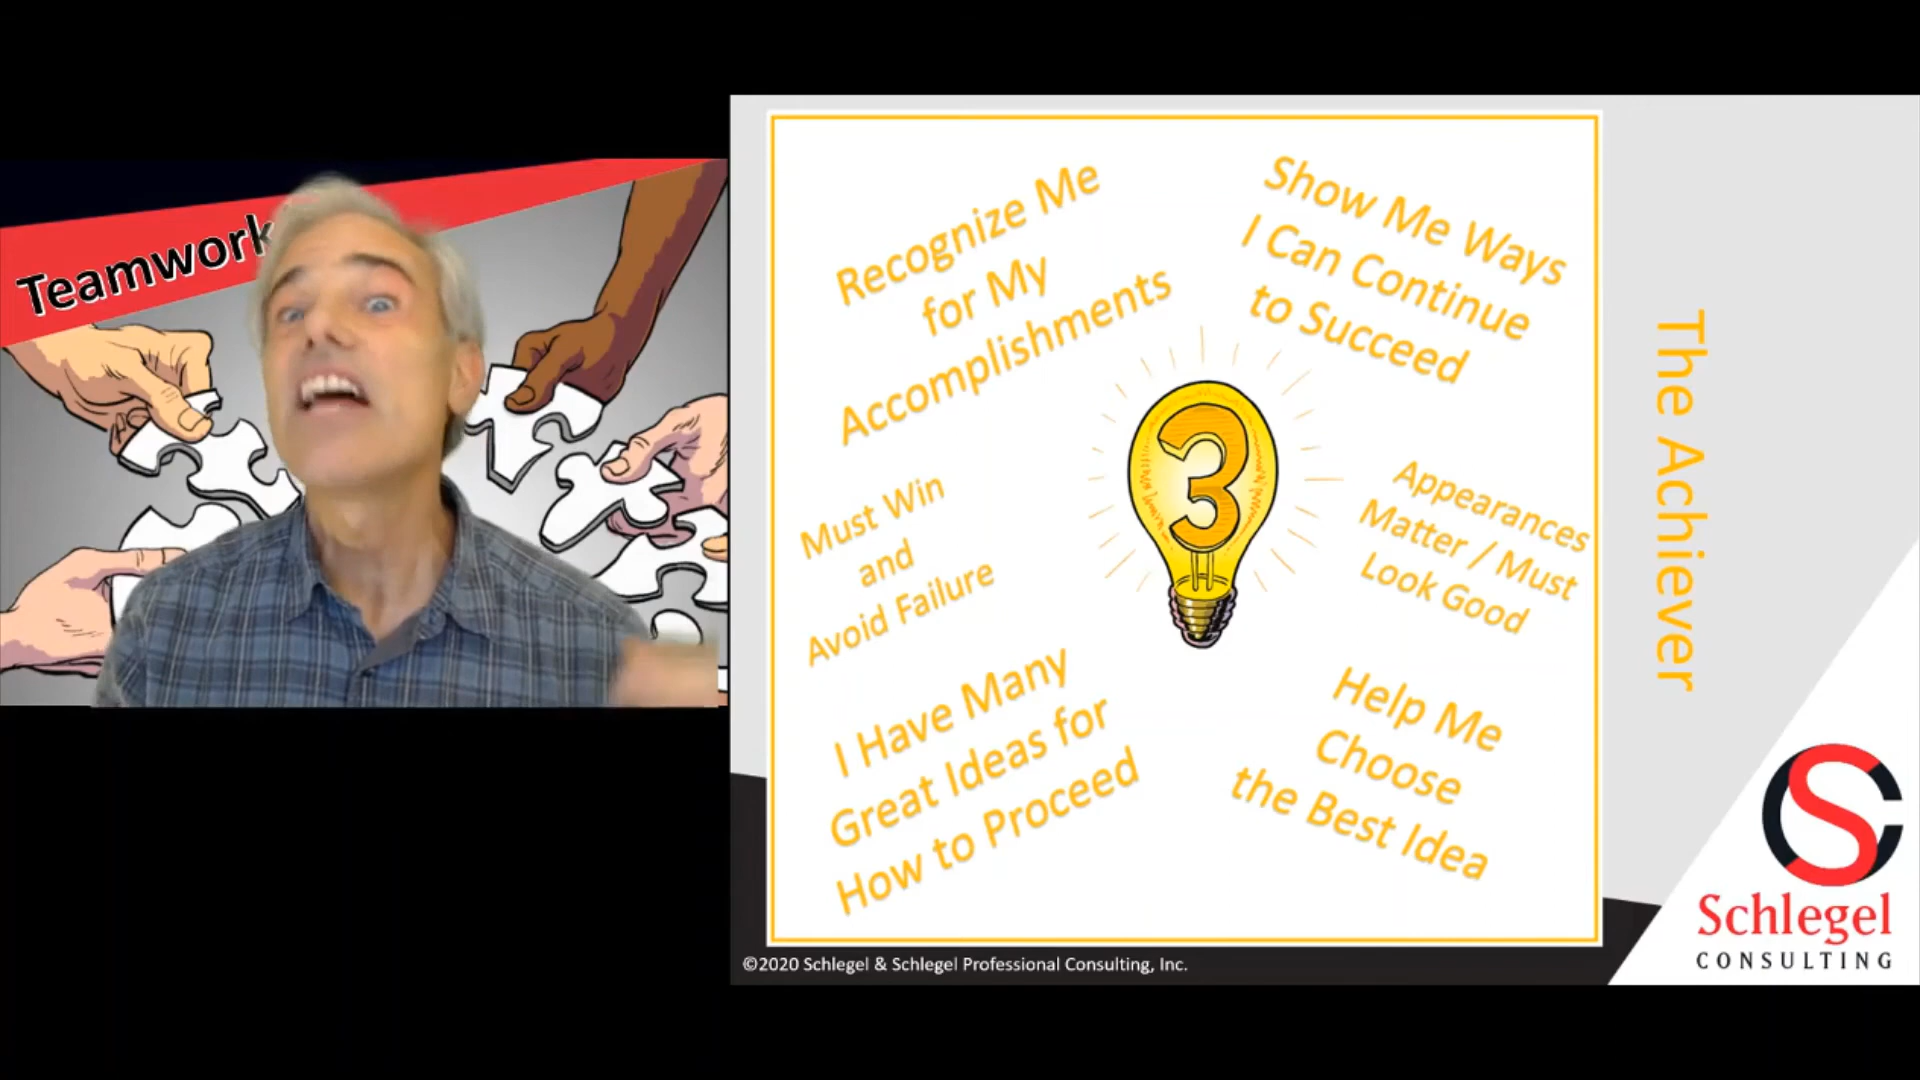 Teamwork
Recognize Me
for My
Accomplishments
Show Me Ways
I Can Continue
to Succeed
3
Must Win
and
Avoid Failure
Appearances
Matter / Must
Look Good
I Have Many
Great Ideas for
How to Proceed
Help Me
Choose
the Best Idea
The Achiever
SC
Schlegel
CONSULTING
©2020 Schlegel & Schlegel Professional Consulting, Inc.